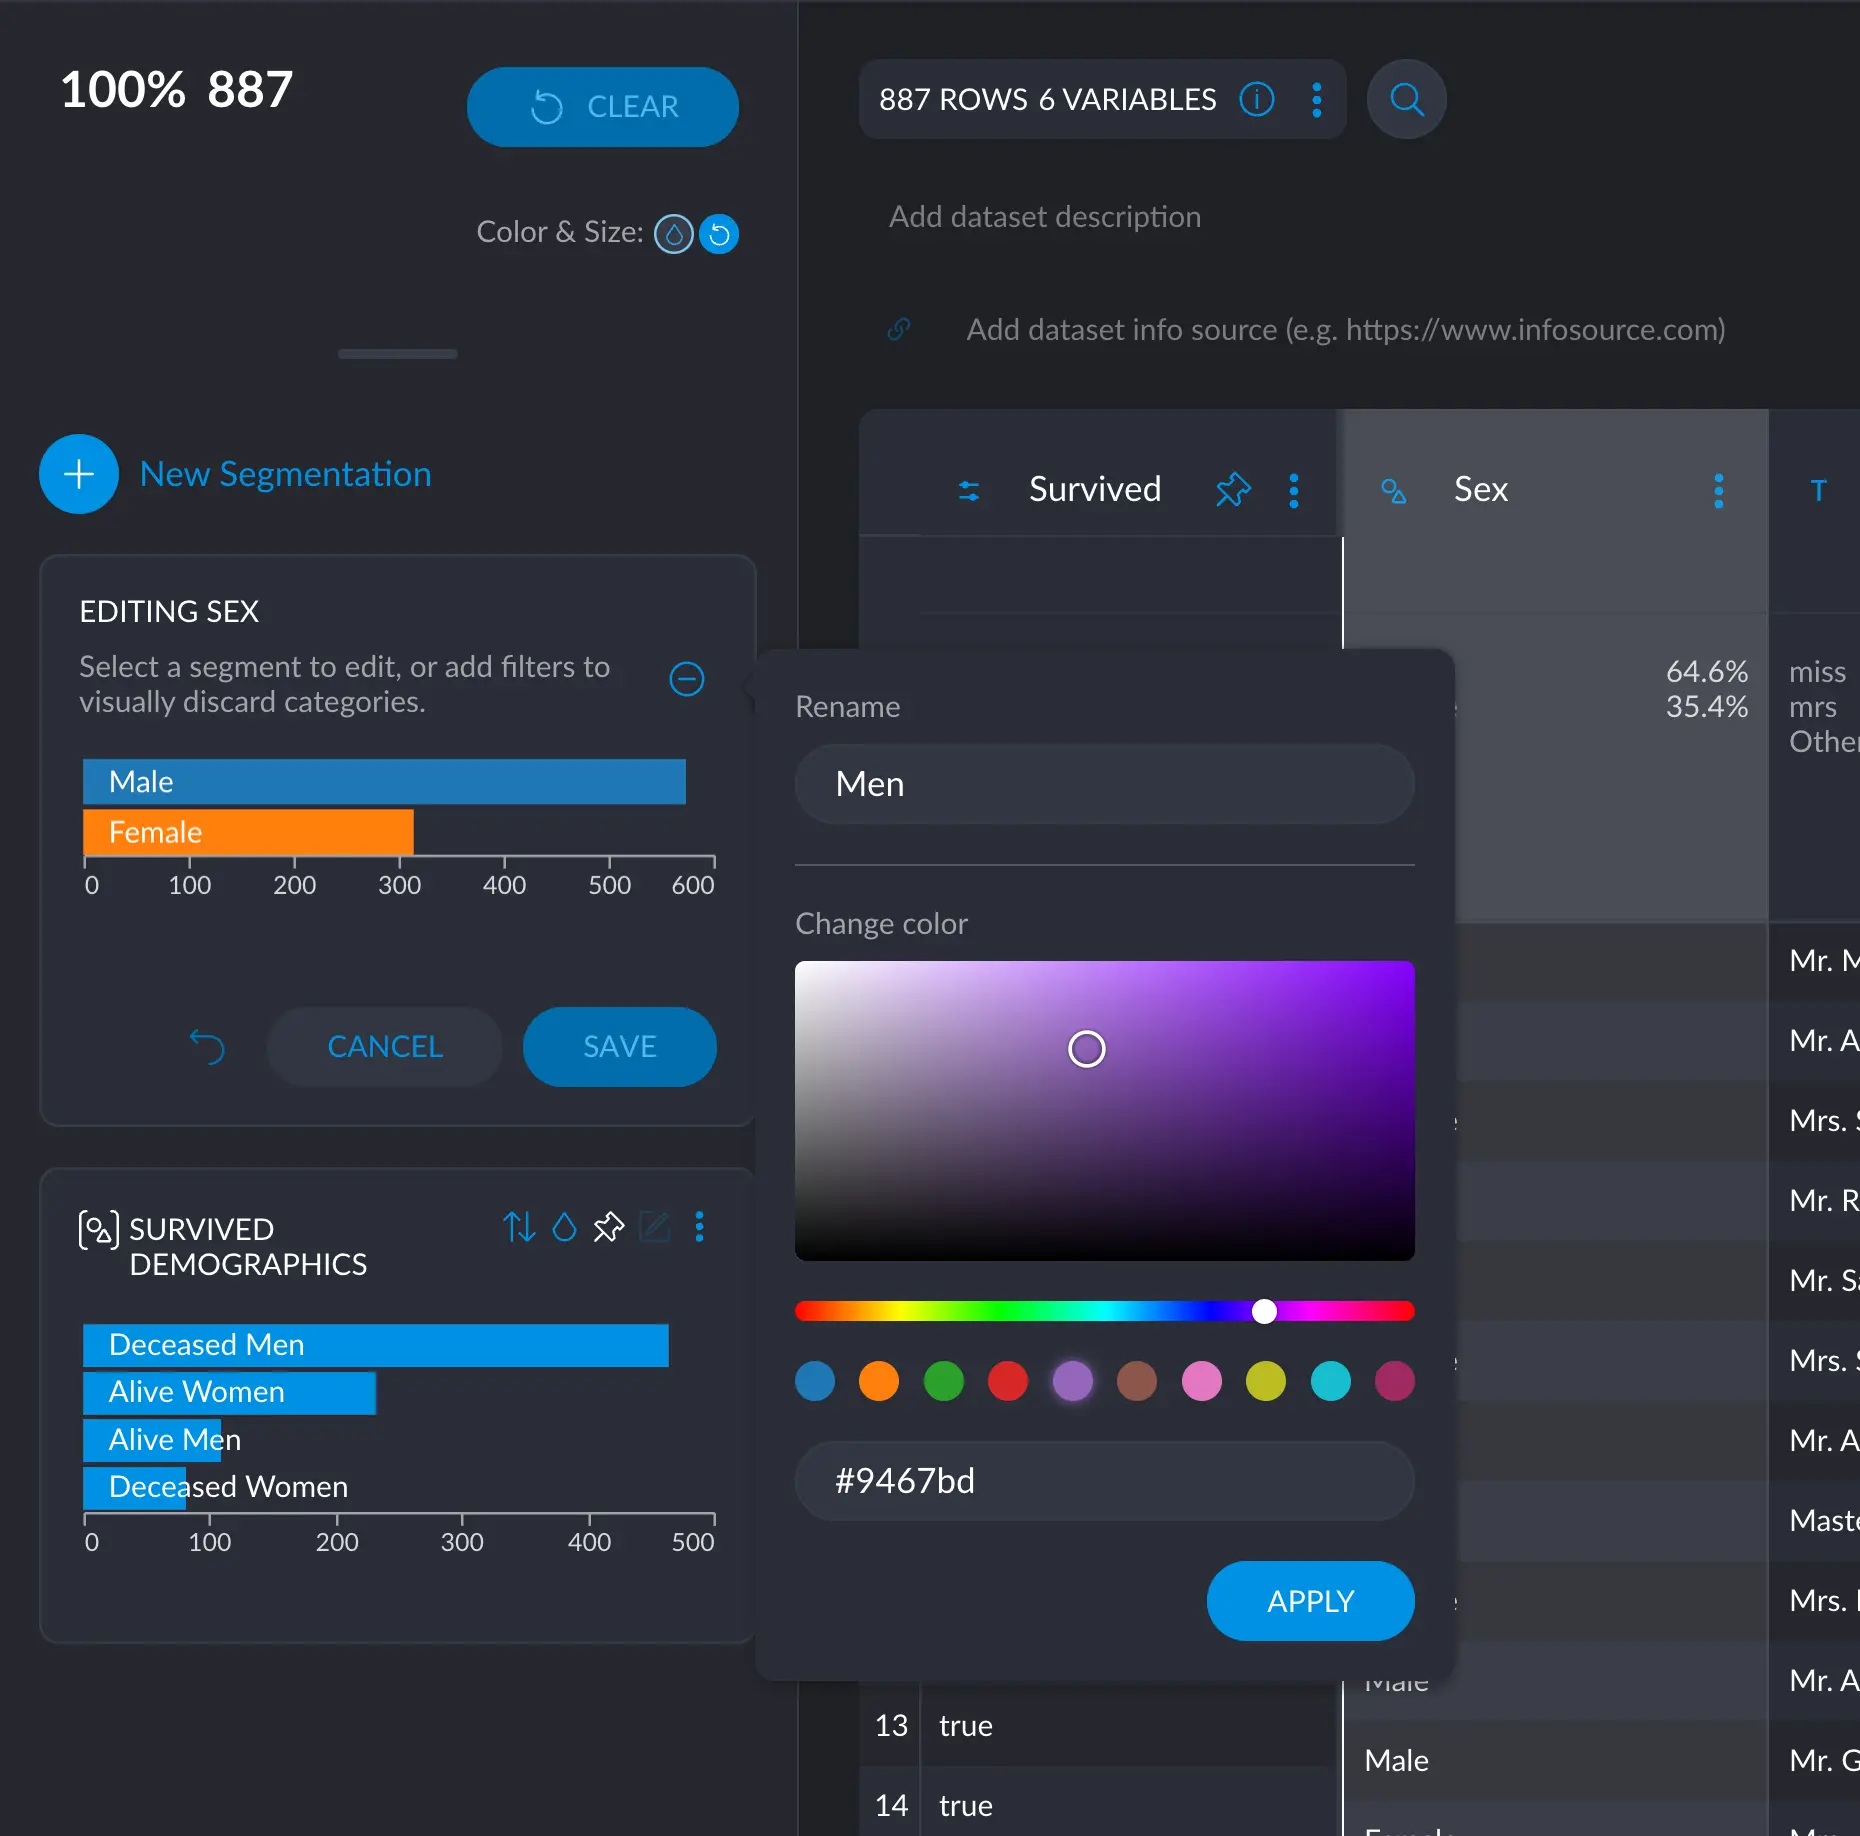 100% 887
CLEAR
Color & Size:
New Segmentation
EDITING SEX
Select a segment to edit, or add filters to
visually discard categories.
Male
Female
0 100 200 300 400 500 600
CANCEL
SAVE
SURVIVED
DEMOGRAPHICS
Deceased Men
Alive Women
Alive Men
Deceased Women
0 100 200 300 400 500
887 ROWS 6 VARIABLES
Add dataset description
Add dataset info source (e.g. https://www.infosource.com)
Survived
Sex
T
64.6%
35.4%
miss
mrs
Rename
Men
Change color
#9467bd
APPLY
Mr.
Mr. A
Mrs.
Mr. R
Mr.
Mrs.
Mr. A
Mrs.
Male
Mr. A
13 true
Male
Mr. G
14 true